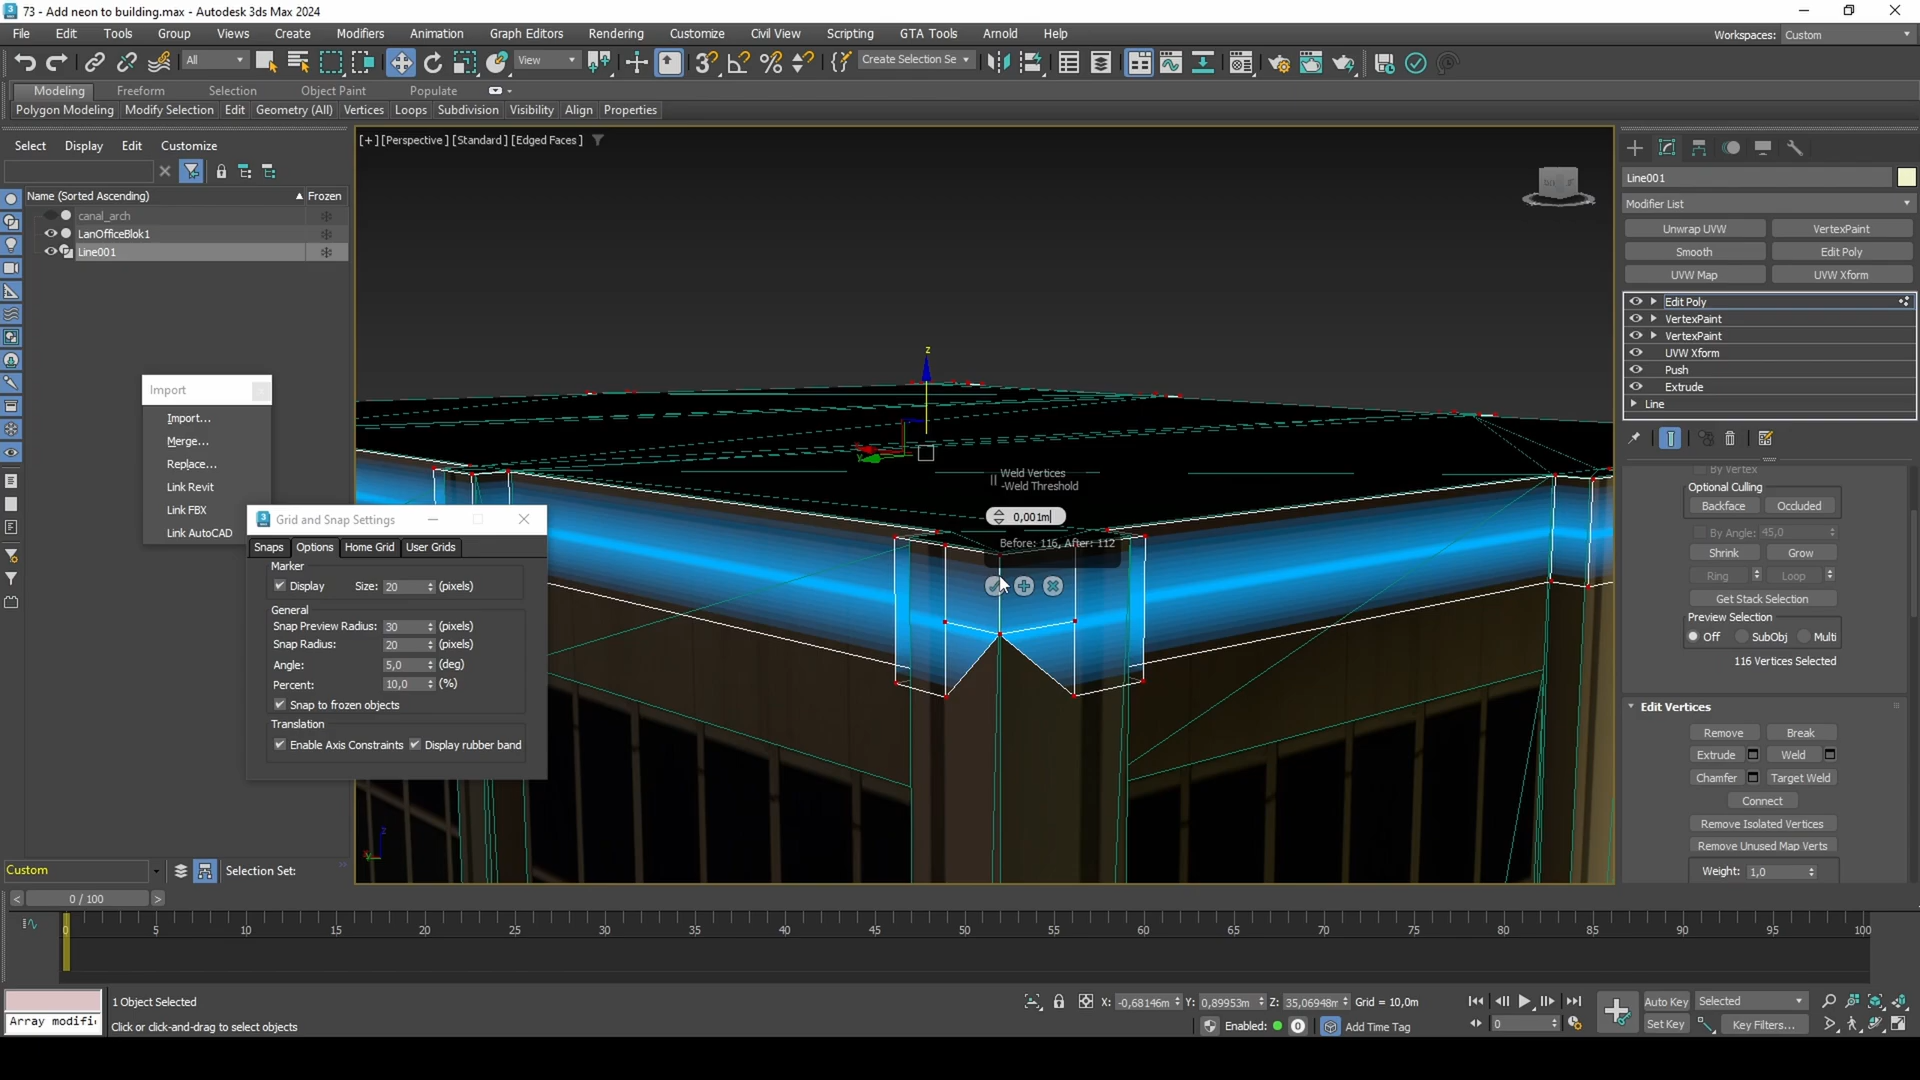 73 - Add neon to building.max - Autodesk 3ds Max 2024
File Edit Tools Group Views Create Modifiers Animation Graph Editors Rendering Customize Civil View Scripting GTA Tools Arnold Help Workspaces: Custom
All View Create Selection Se
Modeling Freeform Selection Object Paint Populate
Polygon Modeling Modify Selection Edit Geometry (All) Vertices Loops Subdivision Visibility Align Properties
Select Display Edit Customize
Name (Sorted Ascending) Frozen
canal_arch
LanOfficeBlok1
Line001
Import
Import...
Merge...
Replace...
Link Revit
Link FBX
Link AutoCAD
Grid and Snap Settings
Snaps Options Home Grid User Grids
Marker
Display Size: 20 (pixels)
General
Snap Preview Radius: 30 (pixels)
Snap Radius: 20 (pixels)
Angle: 5,0 (deg)
Percent: 10,0 (%)
Snap to frozen objects
Translation
Enable Axis Constraints Display rubber band
[+] [Perspective] [Standard] [Edged Faces]
z
Weld Vertices
-Weld Threshold
0,001m
Before: 116, After: 112
Line001
Modifier List
Unwrap UVW VertexPaint
Smooth Edit Poly
UVW Map UVW Xform
Edit Poly
VertexPaint
VertexPaint
UVW Xform
Push
Extrude
Line
By Vertex
Optional Culling
Backface Occluded
By Angle: 45,0
Shrink Grow
Ring Loop
Get Stack Selection
Preview Selection
Off SubObj Multi
116 Vertices Selected
Edit Vertices
Remove Break
Extrude Weld
Chamfer Target Weld
Connect
Remove Isolated Vertices
Remove Unused Map Verts
Weight: 1,0
Custom Selection Set:
< 0 / 100 >
0 5 10 15 20 25 30 35 40 45 50 55 60 65 70 75 80 85 90 95 100
1 Object Selected X: -0,68146m Y: 0,89953m Z: 35,06948m Grid = 10,0m Auto Key Selected
Array modifi Click or click-and-drag to select objects Enabled: 0 Add Time Tag 0 Set Key Key Filters...